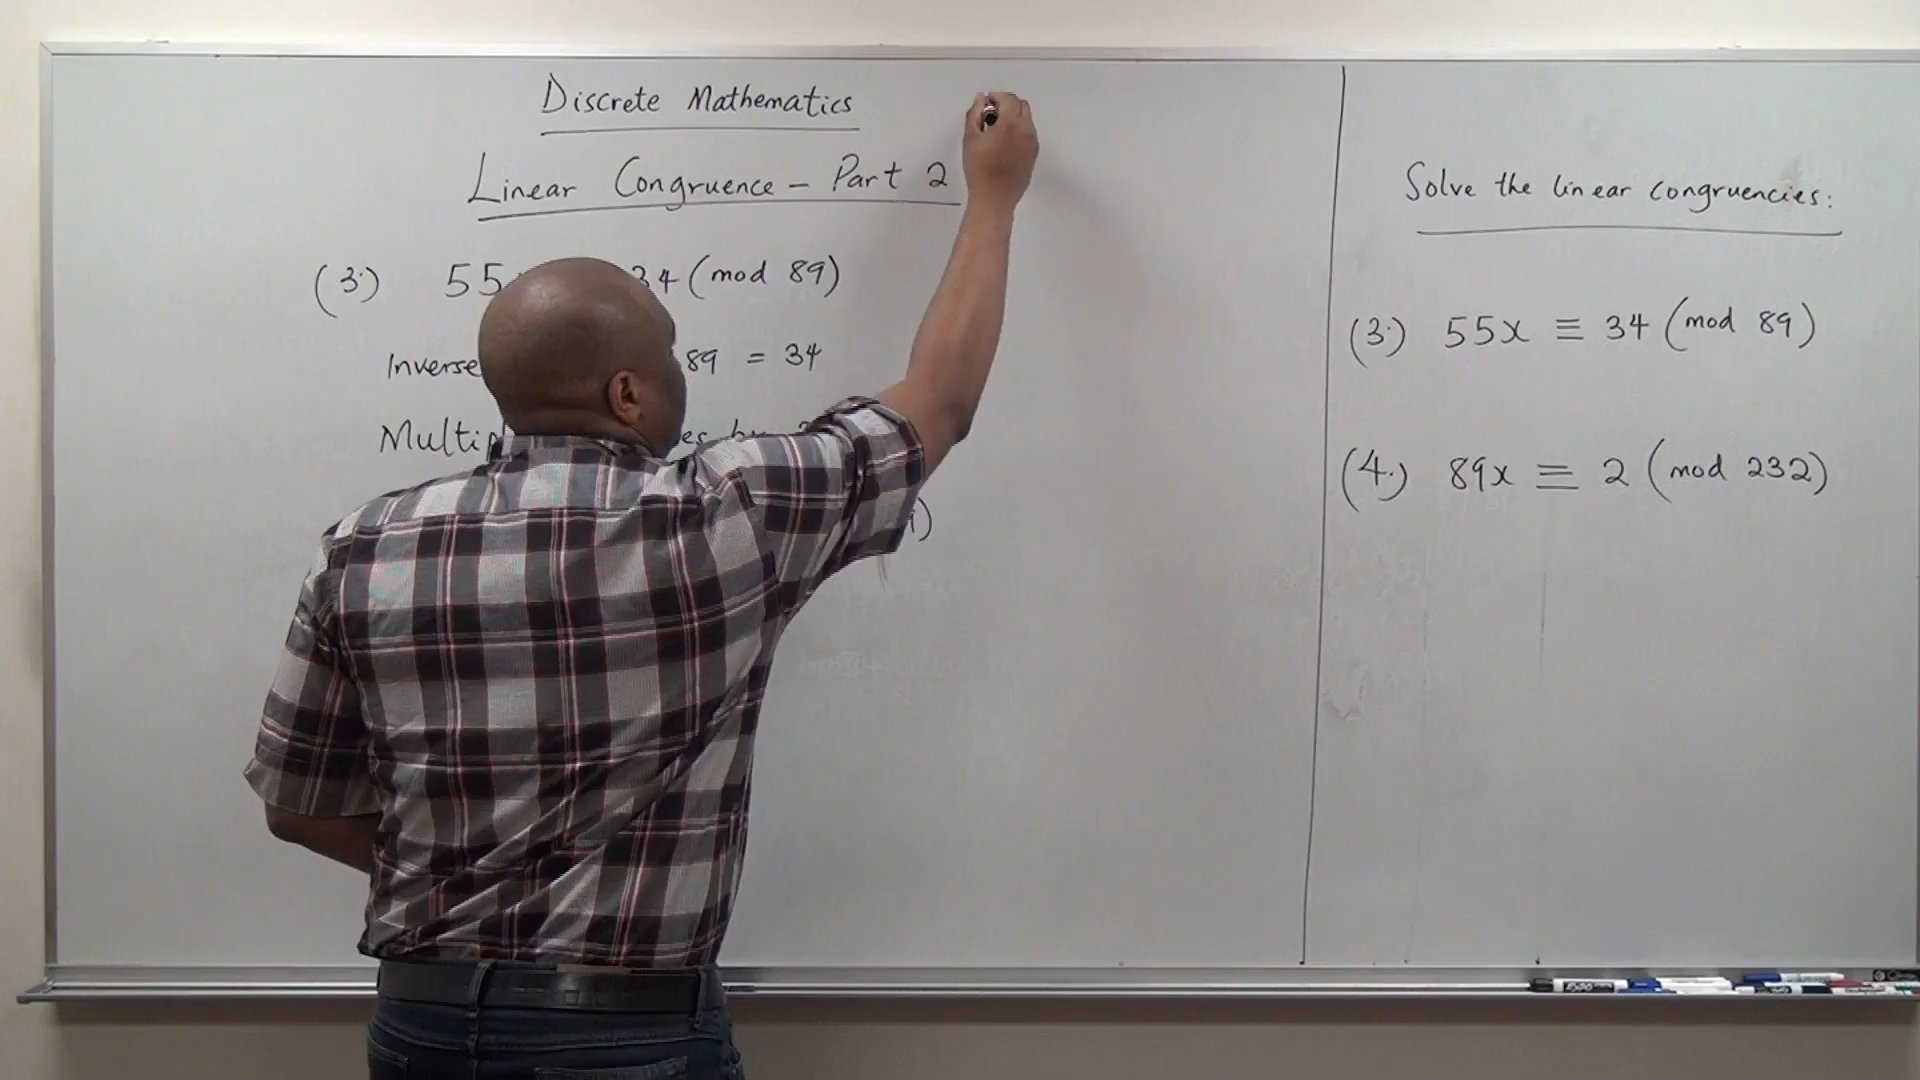 Discrete Mathematics
Linear Congruence - Part 2
(3.) 55 34 (mod 89)
Inverse 89 = 34
Solve the linear congruencies:
(3.) 55x ≡ 34 (mod 89)
(4.) 89x ≡ 2 (mod 232)
EXPO